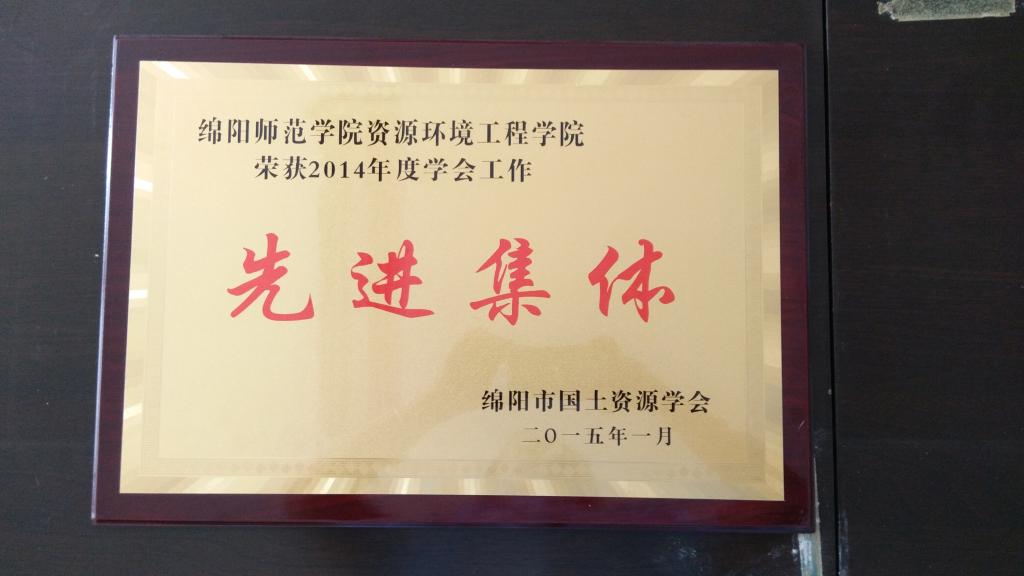 绵阳师范学院资源环境工程学院
荣获2014年度学会工作
先进集体
绵阳市国土资源学会
二〇一五年一月